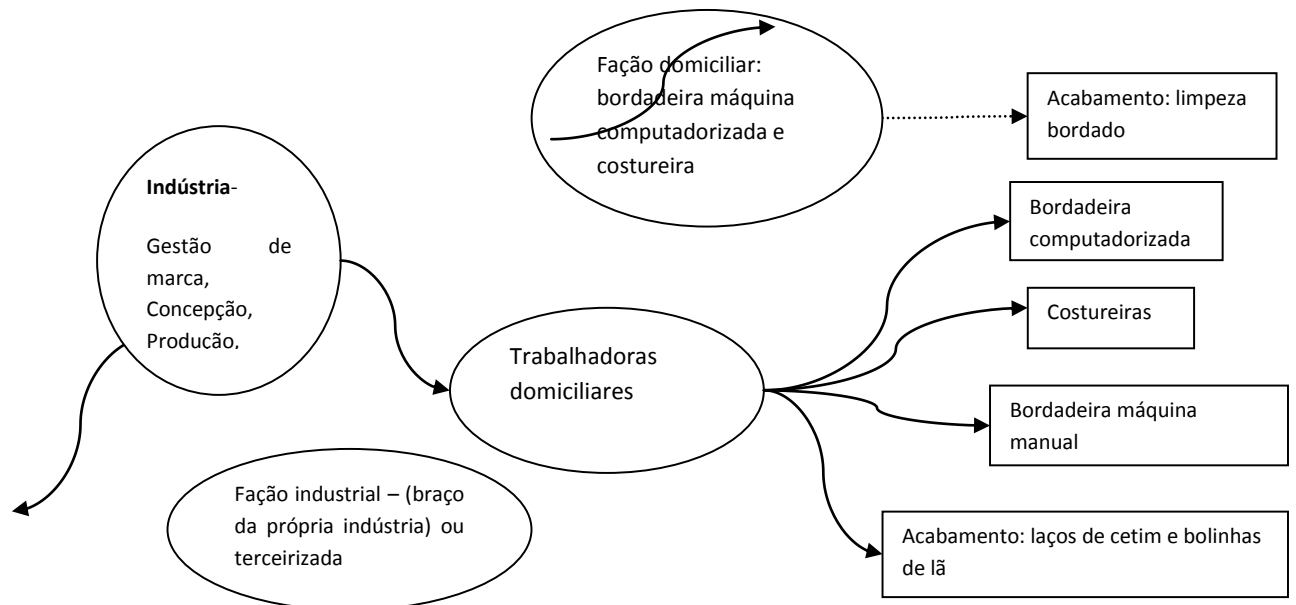 Indústria-
Gestão de
marca,
Concepção,
Produção.
Fação domiciliar:
bordadeira máquina
computadorizada e
costureira
Acabamento: limpeza
bordado
Bordadeira
computadorizada
Costureiras
Trabalhadoras
domiciliares
Bordadeira máquina
manual
Fação industrial – (braço
da própria indústria) ou
terceirizada
Acabamento: laços de cetim e bolinhas
de lã